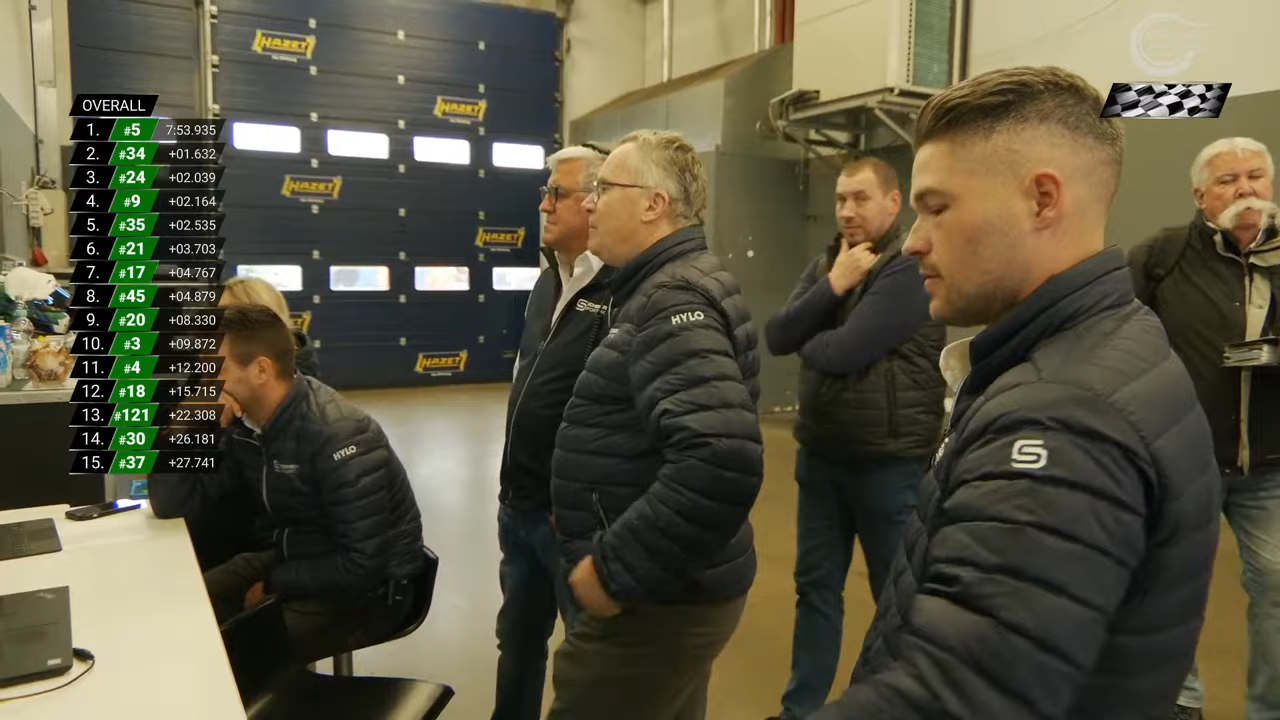 OVERALL
1. #5 7:53.935
2. #34 +01.632
3. #24 +02.039
4. #9 +02.164
5. #35 +02.535
6. #21 +03.703
7. #17 +04.767
8. #45 +04.879
9. #20 +08.330
10. #3 +09.872
11. #4 +12.200
12. #18 +15.715
13. #121 +22.308
14. #30 +26.181
15. #37 +27.741
HAZET
HAZET
HAZET
HAZET
HAZET
HYLO
HYLO
S